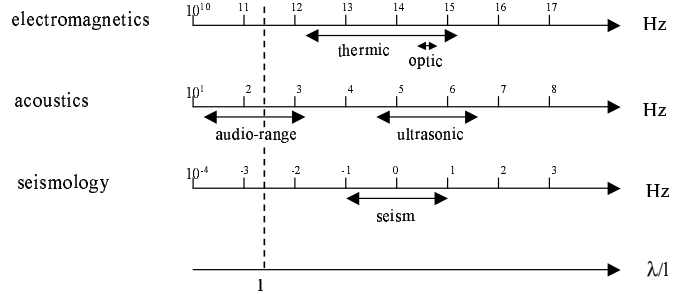 electromagnetics 10^10 11 12 13 14 15 16 17 Hz
thermic optic
acoustics 10^1 2 3 4 5 6 7 8 Hz
audio-range ultrasonic
seismology 10^-4 -3 -2 -1 0 1 2 3 Hz
seism
λ/l
1